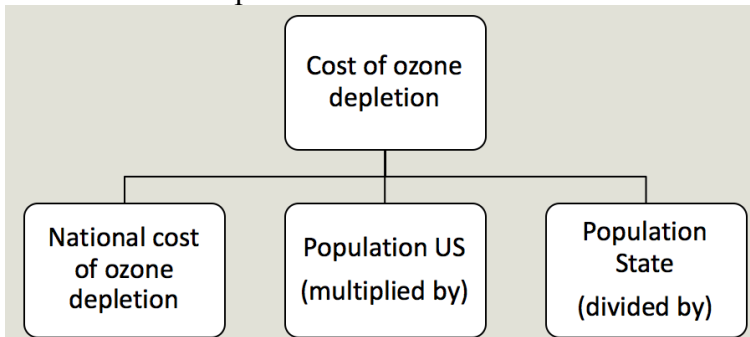 Cost of ozone
depletion
National cost
of ozone
depletion
Population US
(multiplied by)
Population
State
(divided by)